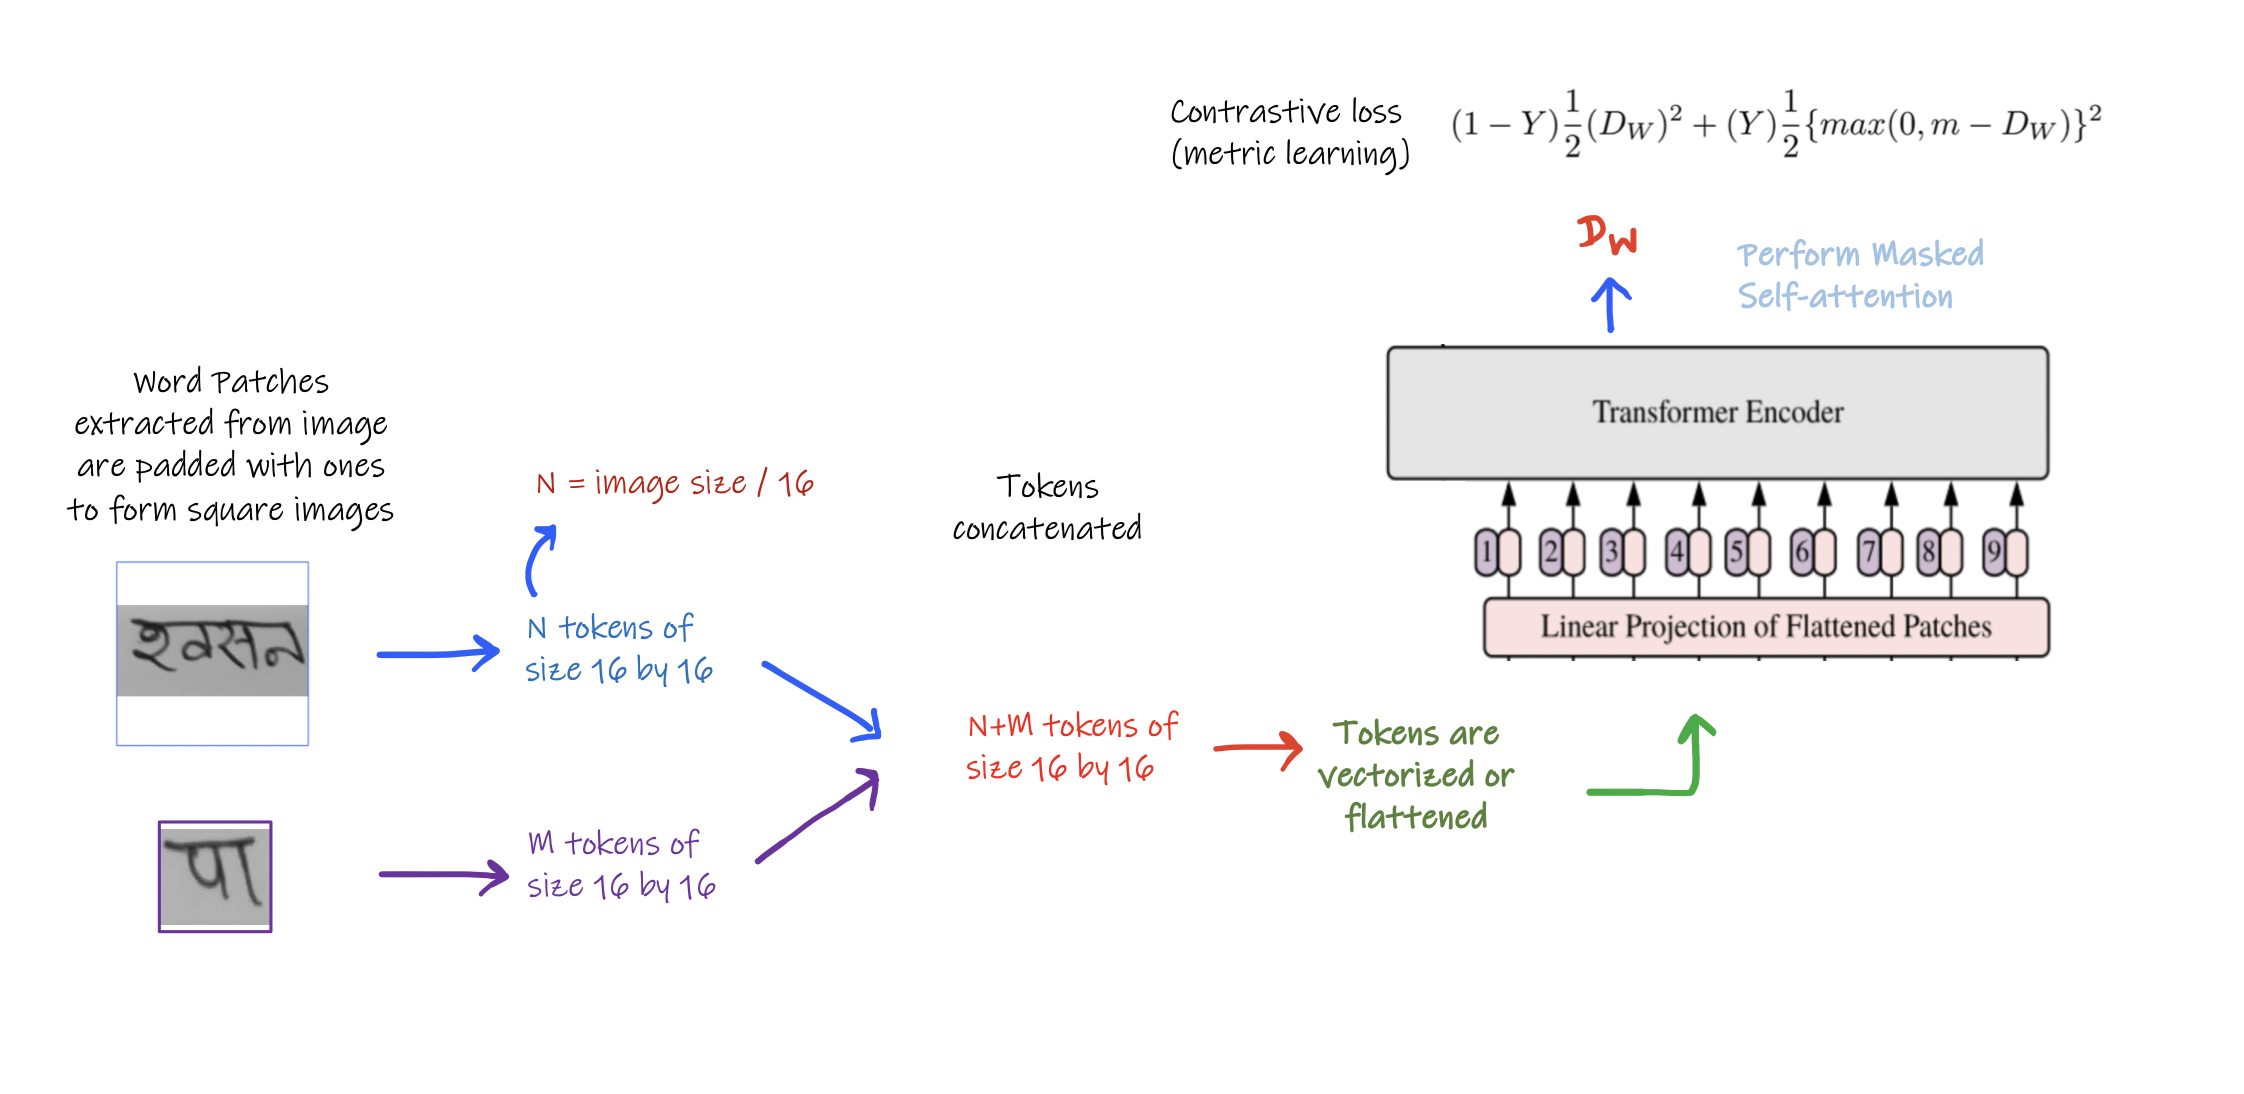 Contrastive loss
(metric learning)
(1 − Y)\frac{1}{2}(D_W)^2 + (Y)\frac{1}{2}\{max(0, m − D_W)\}^2
D_W
Perform Masked
Self-attention
Transformer Encoder
1 2 3 4 5 6 7 8 9
Linear Projection of Flattened Patches
Word Patches
extracted from image
are padded with ones
to form square images
श्वसन
पा
N = image size / 16
N tokens of
size 16 by 16
M tokens of
size 16 by 16
Tokens
concatenated
N+M tokens of
size 16 by 16
Tokens are
vectorized or
flattened